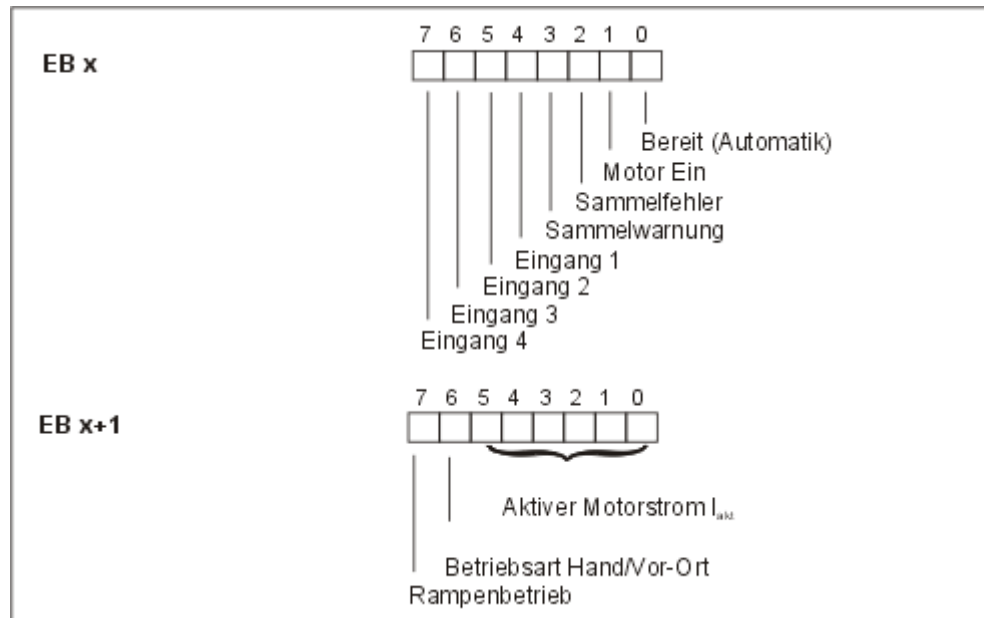 7 6 5 4 3 2 1 0
EB x
Bereit (Automatik)
Motor Ein
Sammelfehler
Sammelwarnung
Eingang 1
Eingang 2
Eingang 3
Eingang 4
7 6 5 4 3 2 1 0
EB x+1
Aktiver Motorstrom Iakt
Betriebsart Hand/Vor-Ort
Rampenbetrieb